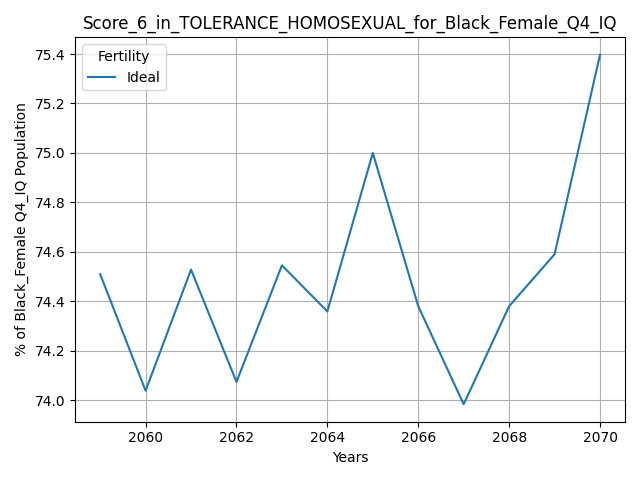 Score_6_in_TOLERANCE_HOMOSEXUAL_for_Black_Female_Q4_IQ
Fertility
Ideal
% of Black_Female Q4_IQ Population
75.4
75.2
75.0
74.8
74.6
74.4
74.2
74.0
2060 2062 2064 2066 2068 2070
Years